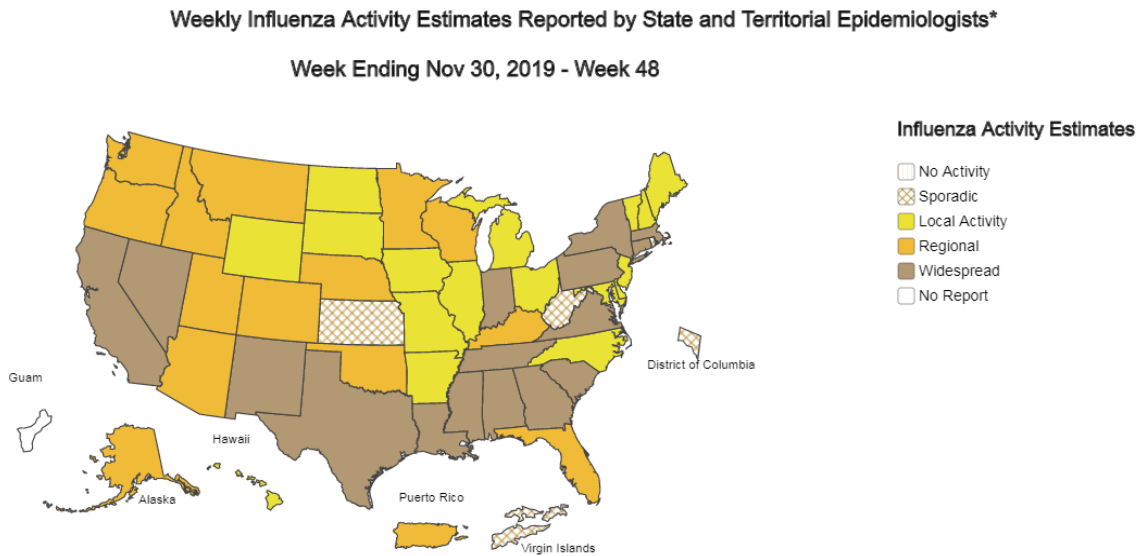 Weekly Influenza Activity Estimates Reported by State and Territorial Epidemiologists*
Week Ending Nov 30, 2019 - Week 48
Influenza Activity Estimates
No Activity
Sporadic
Local Activity
Regional
Widespread
No Report
District of Columbia
Guam
Hawaii
Alaska
Puerto Rico
Virgin Islands